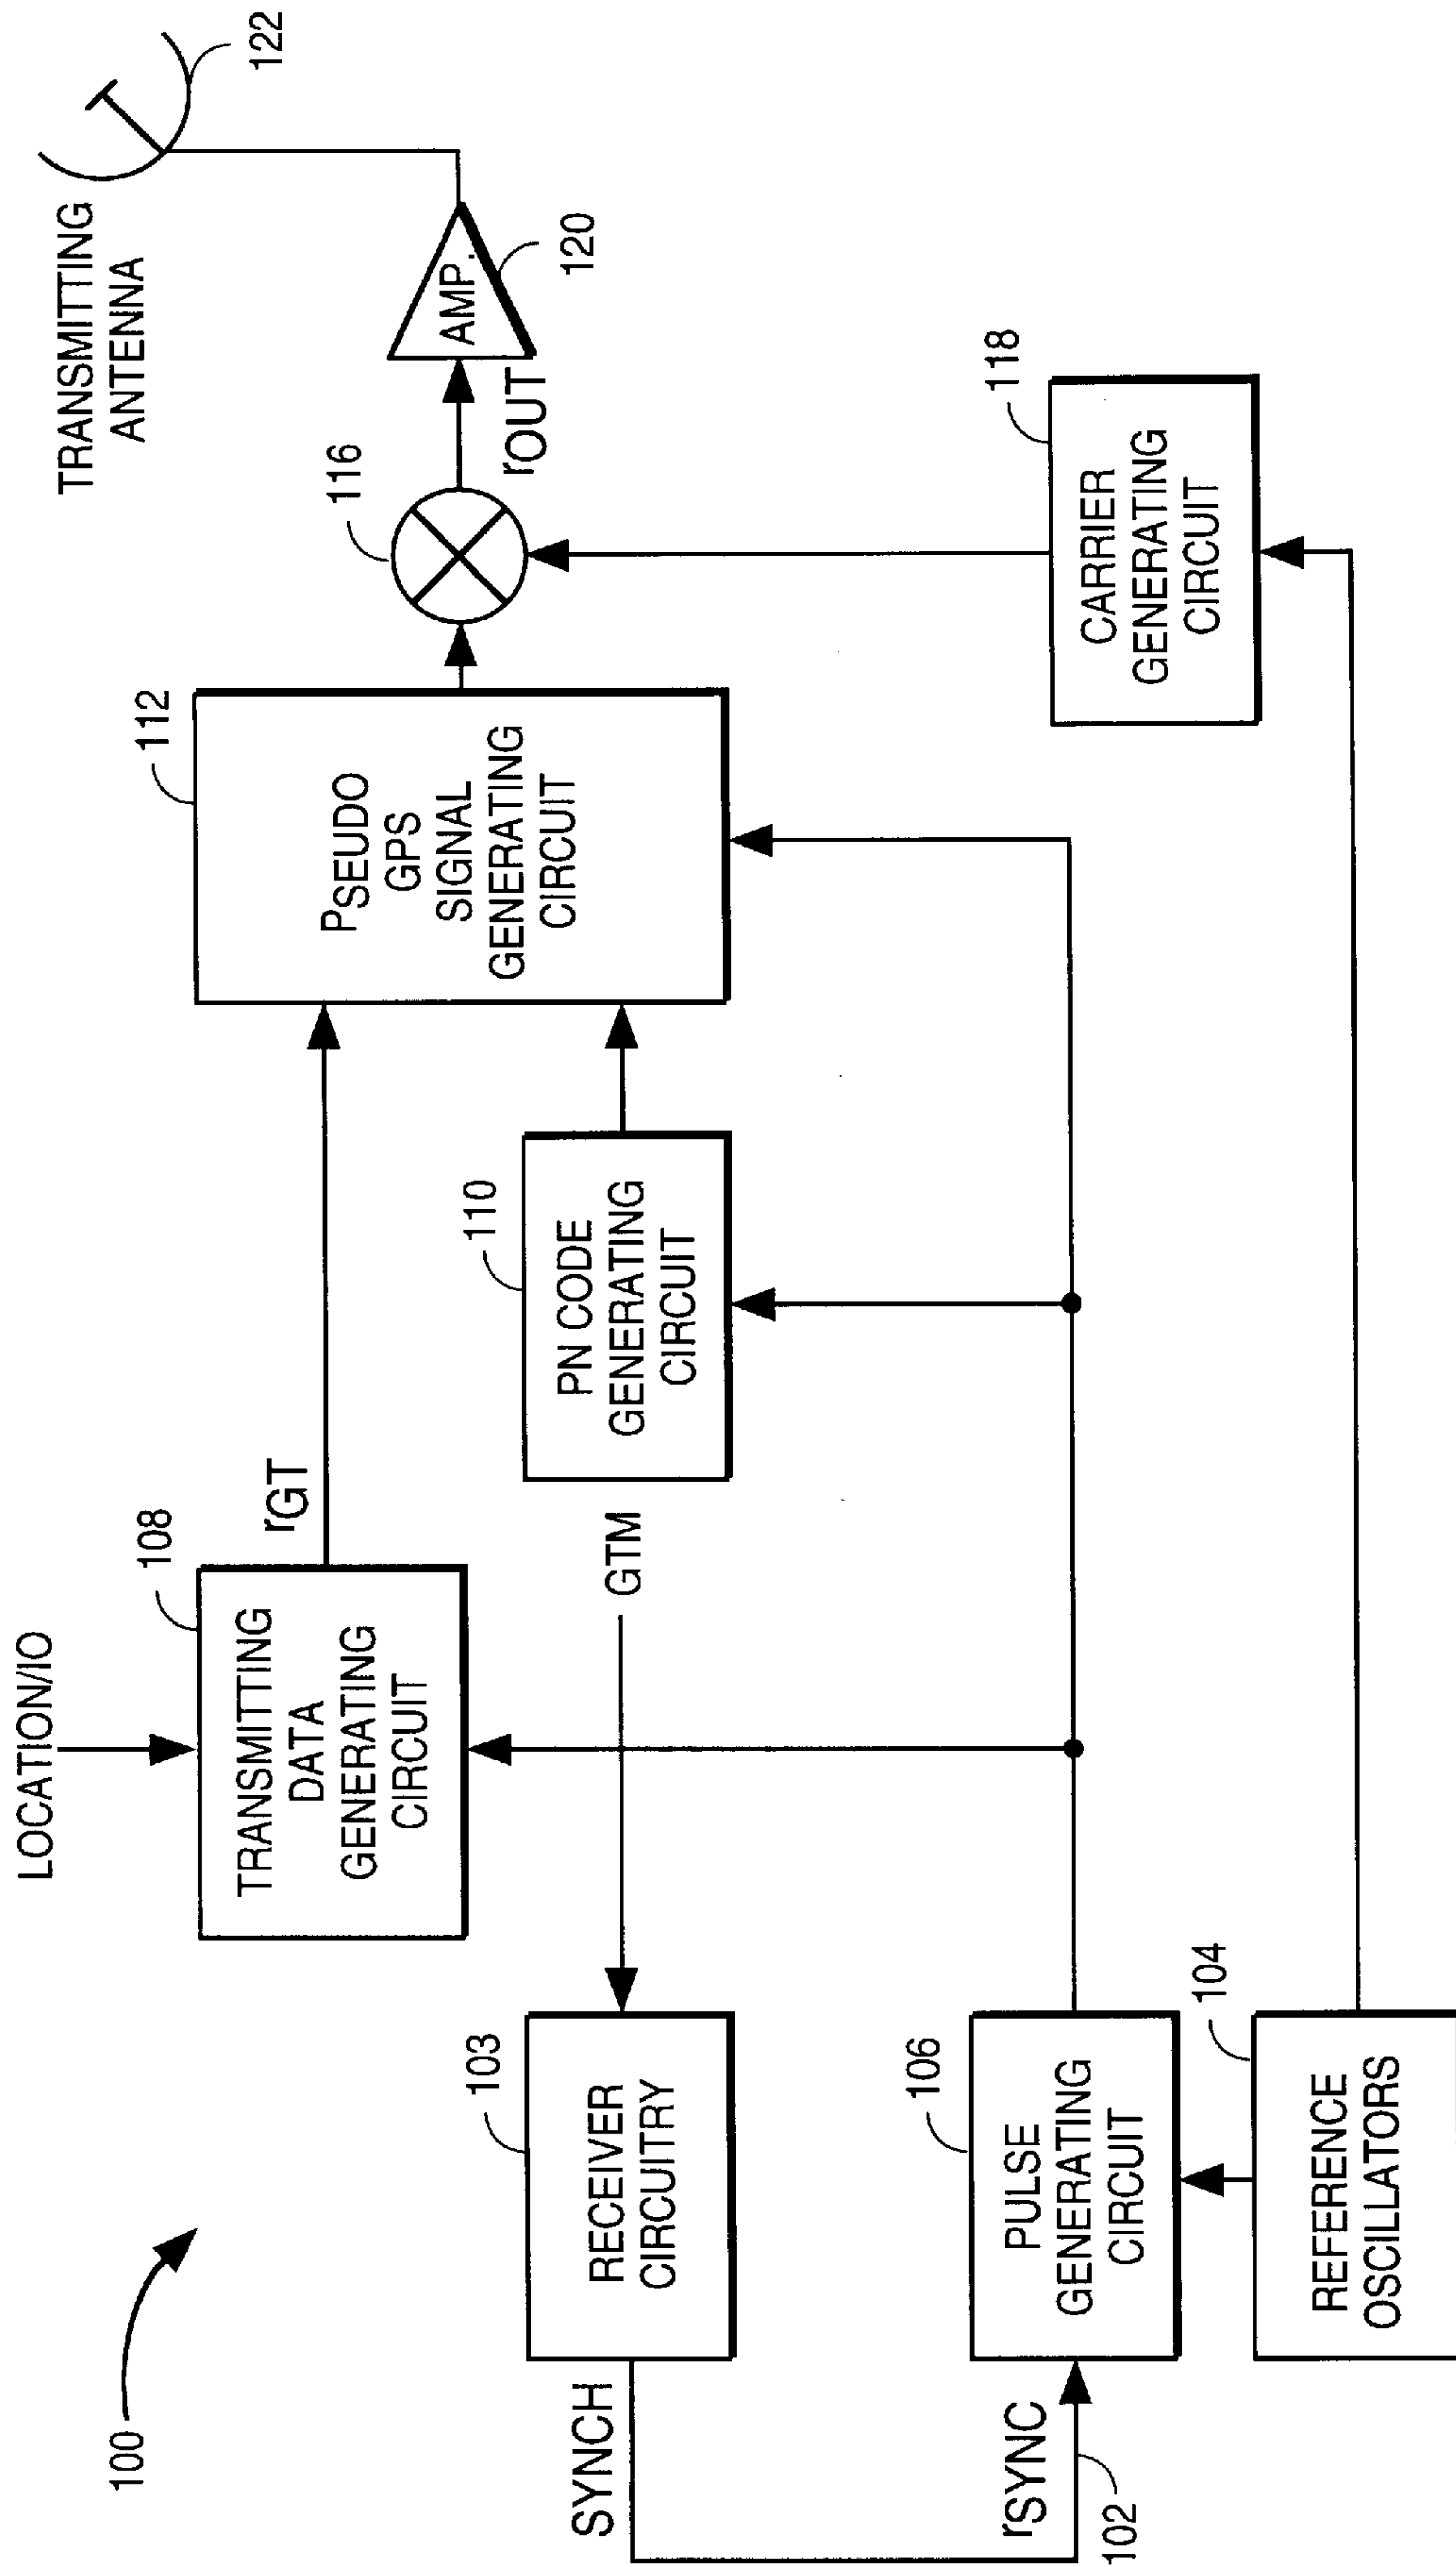 100
LOCATION/IO
108
TRANSMITTING
DATA
GENERATING
CIRCUIT
rGT
112
PSEUDO
GPS
SIGNAL
GENERATING
CIRCUIT
116
rOUT
AMP.
120
TRANSMITTING
ANTENNA
122
SYNCH
103
RECEIVER
CIRCUITRY
GTM
110
PN CODE
GENERATING
CIRCUIT
rSYNC
102
106
PULSE
GENERATING
CIRCUIT
118
CARRIER
GENERATING
CIRCUIT
104
REFERENCE
OSCILLATORS